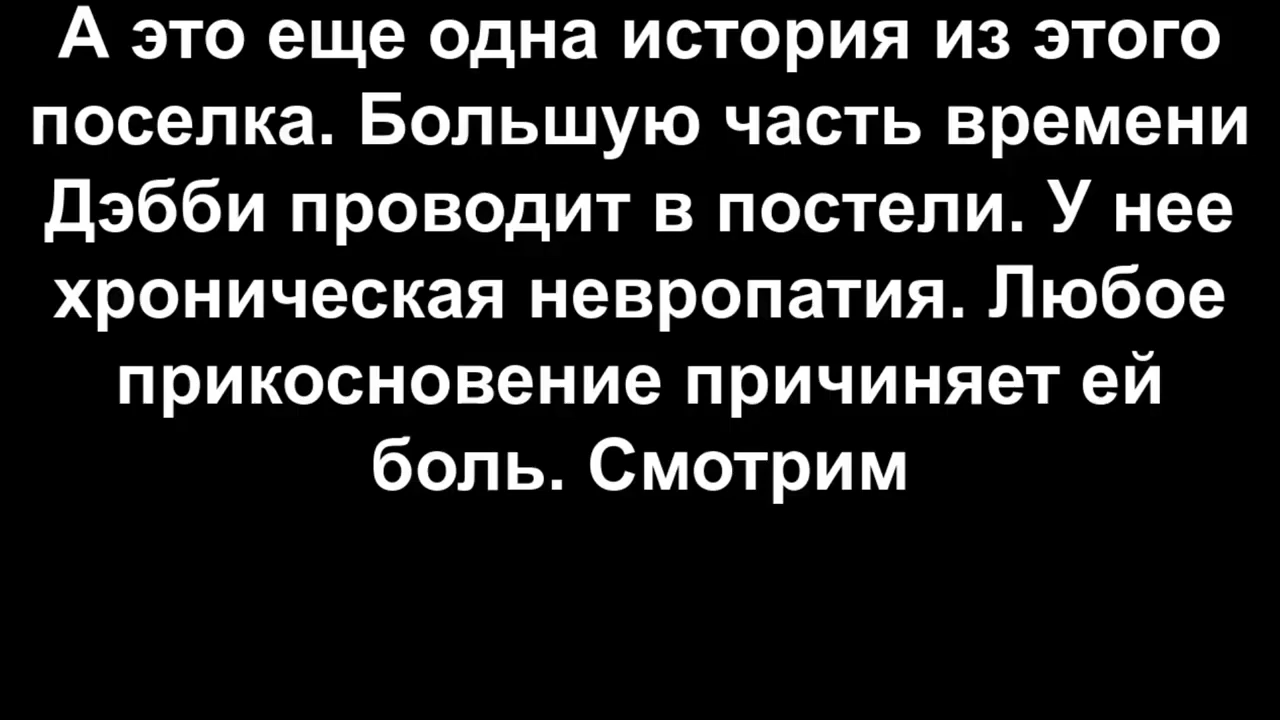 А это еще одна история из этого
поселка. Большую часть времени
Дэбби проводит в постели. У нее
хроническая невропатия. Любое
прикосновение причиняет ей
боль. Смотрим